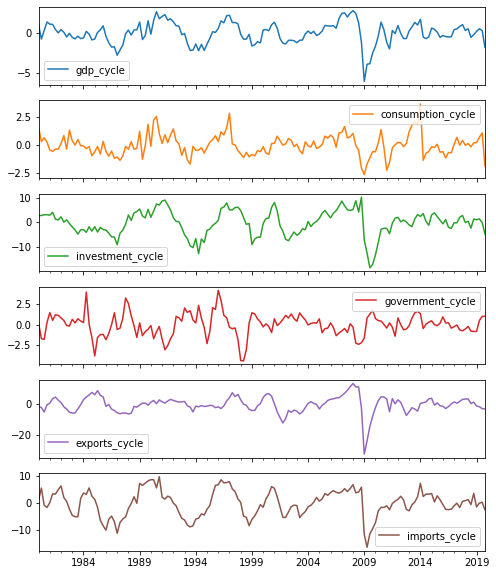 0
−5
gdp_cycle
2.5
0.0
−2.5
consumption_cycle
10
0
−10
investment_cycle
2.5
0.0
−2.5
government_cycle
0
−20
exports_cycle
10
0
−10
imports_cycle
1984 1989 1994 1999 2004 2009 2014 2019